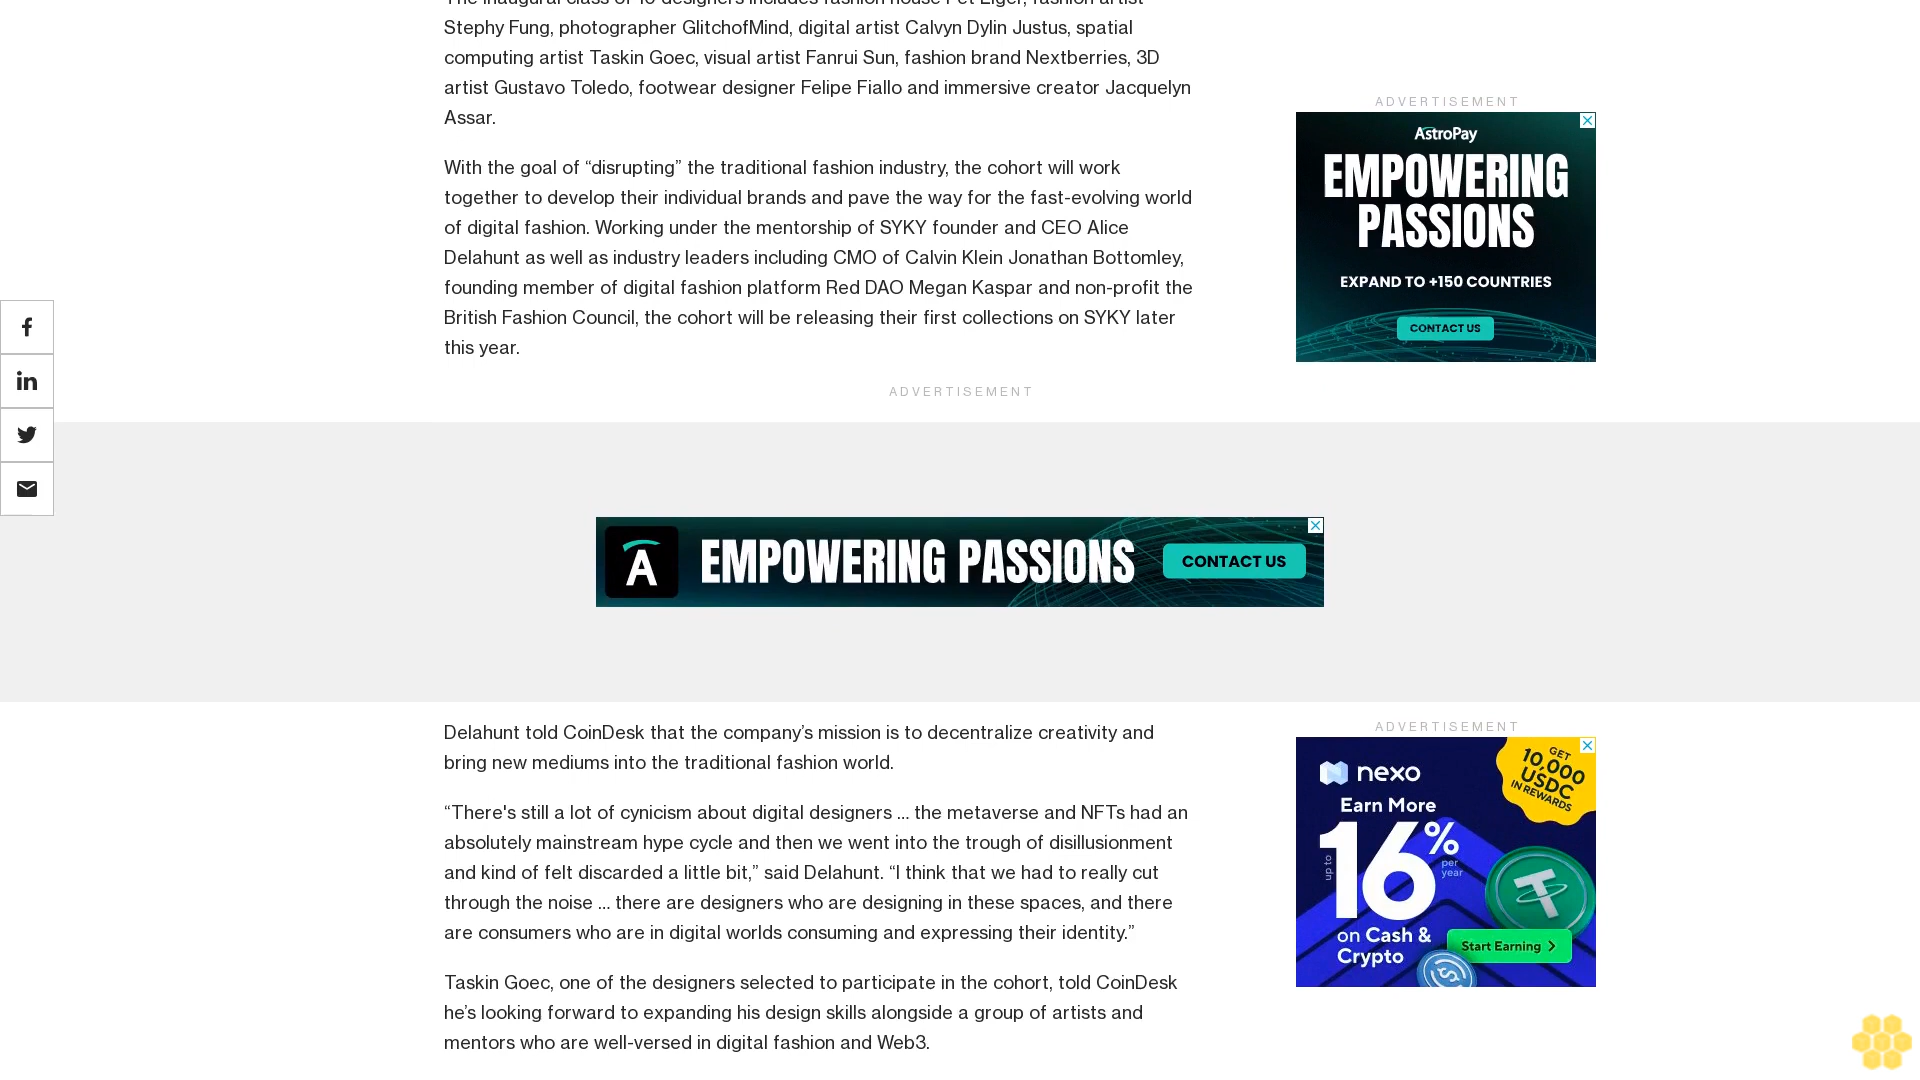 The inaugural class of 10 designers includes fashion house Pet Liger, fashion artist
Stephy Fung, photographer GlitchofMind, digital artist Calvyn Dylin Justus, spatial
computing artist Taskin Goec, visual artist Fanrui Sun, fashion brand Nextberries, 3D
artist Gustavo Toledo, footwear designer Felipe Fiallo and immersive creator Jacquelyn
Assar.
With the goal of “disrupting” the traditional fashion industry, the cohort will work
together to develop their individual brands and pave the way for the fast-evolving world
of digital fashion. Working under the mentorship of SYKY founder and CEO Alice
Delahunt as well as industry leaders including CMO of Calvin Klein Jonathan Bottomley,
founding member of digital fashion platform Red DAO Megan Kaspar and non-profit the
British Fashion Council, the cohort will be releasing their first collections on SYKY later
this year.
ADVERTISEMENT
AstroPay
EMPOWERING
PASSIONS
EXPAND TO +150 COUNTRIES
CONTACT US
ADVERTISEMENT
A
EMPOWERING PASSIONS
CONTACT US
Delahunt told CoinDesk that the company’s mission is to decentralize creativity and
bring new mediums into the traditional fashion world.
“There's still a lot of cynicism about digital designers … the metaverse and NFTs had an
absolutely mainstream hype cycle and then we went into the trough of disillusionment
and kind of felt discarded a little bit,” said Delahunt. “I think that we had to really cut
through the noise … there are designers who are designing in these spaces, and there
are consumers who are in digital worlds consuming and expressing their identity.”
Taskin Goec, one of the designers selected to participate in the cohort, told CoinDesk
he’s looking forward to expanding his design skills alongside a group of artists and
mentors who are well-versed in digital fashion and Web3.
ADVERTISEMENT
nexo
GET
10,000
USDC
IN REWARDS
Earn More
up to
16%
per
year
on Cash &
Crypto
Start Earning